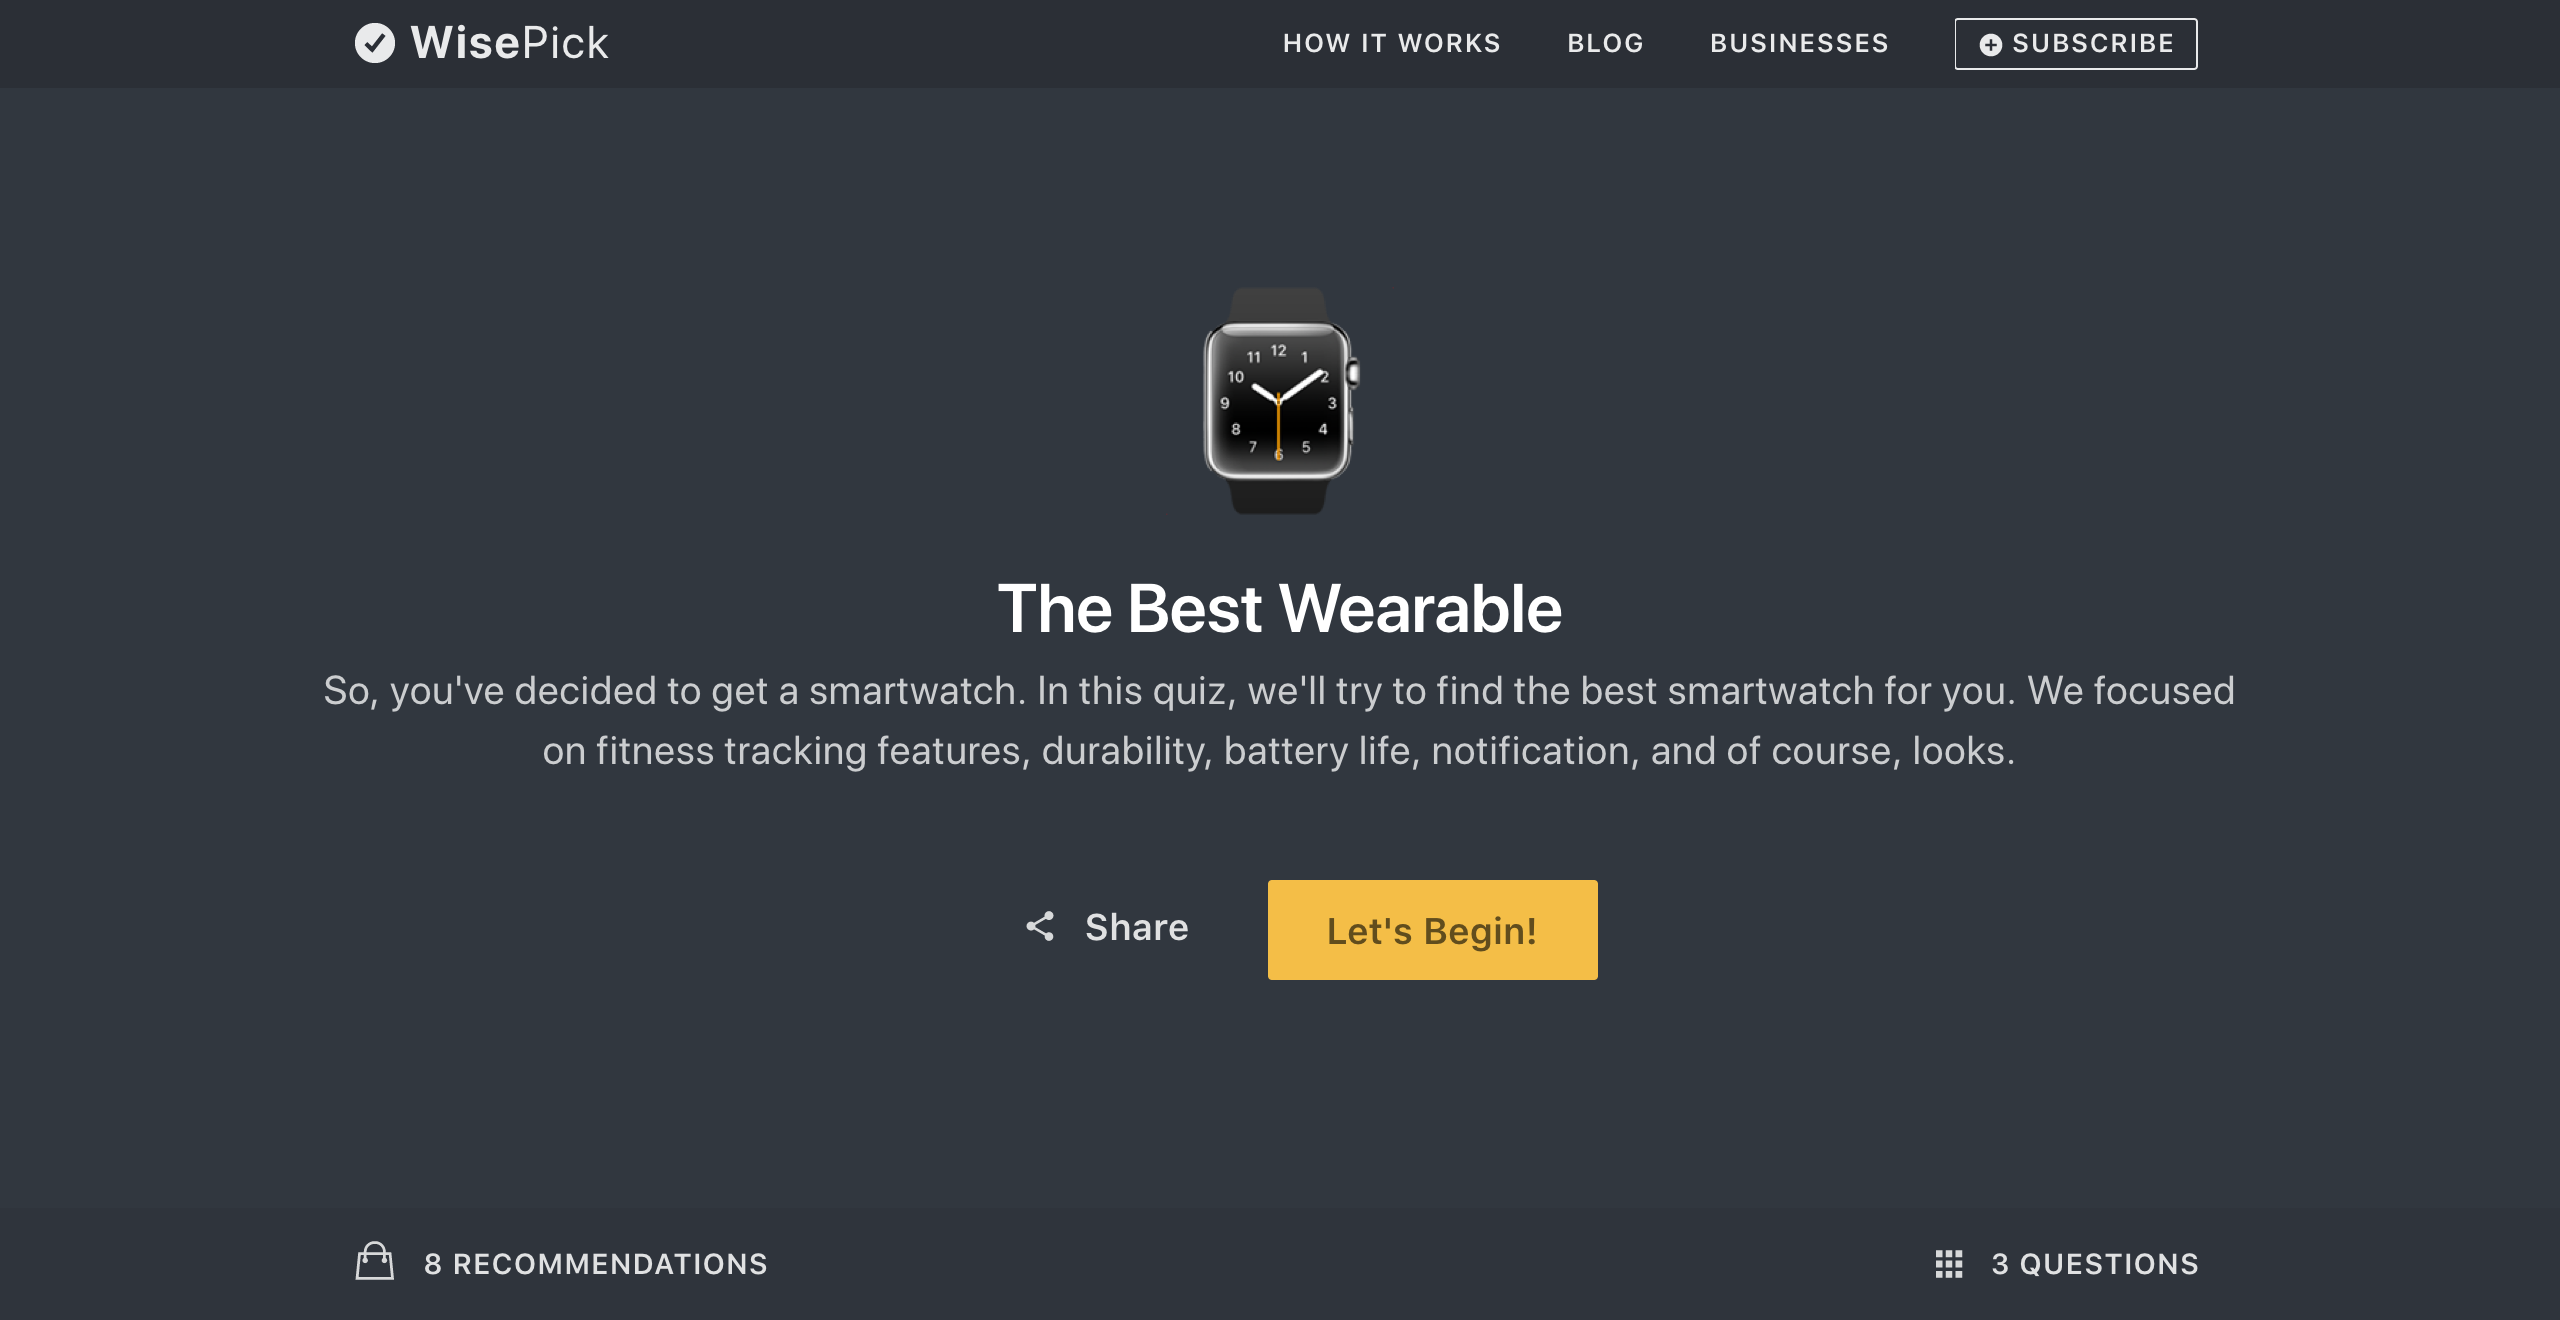 WisePick
HOW IT WORKS
BLOG
BUSINESSES
SUBSCRIBE
12
11 1
10 2
9 3
8 4
7 5
6
The Best Wearable
So, you've decided to get a smartwatch. In this quiz, we'll try to find the best smartwatch for you. We focused
on fitness tracking features, durability, battery life, notification, and of course, looks.
Share
Let's Begin!
8 RECOMMENDATIONS
3 QUESTIONS